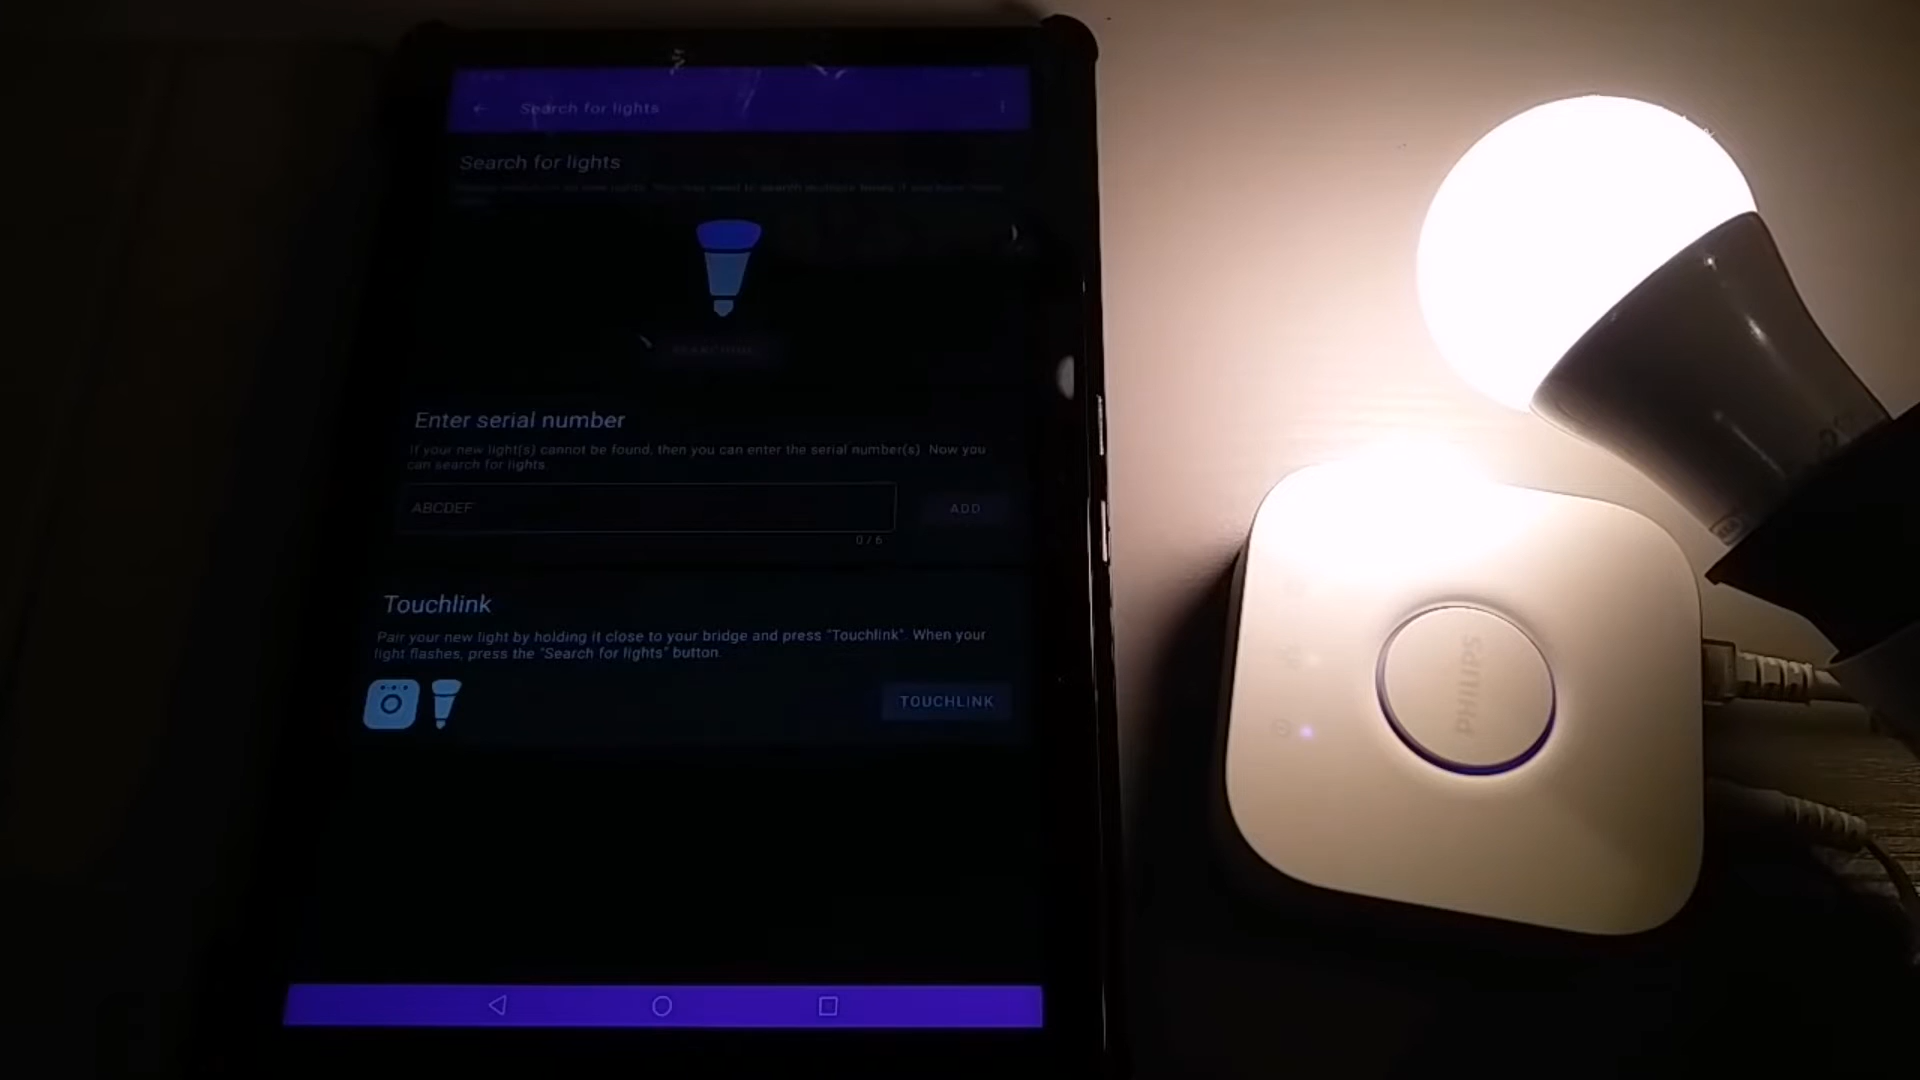 Search for lights
Search for lights
Enter serial number
If your new light(s) cannot be found, then you can enter the serial number(s). Now you
can search for lights.
ABCDEF
ADD
0 / 6
Touchlink
Pair your new light by holding it close to your bridge and press "Touchlink". When your
light flashes, press the "Search for lights" button.
TOUCHLINK
PHILIPS